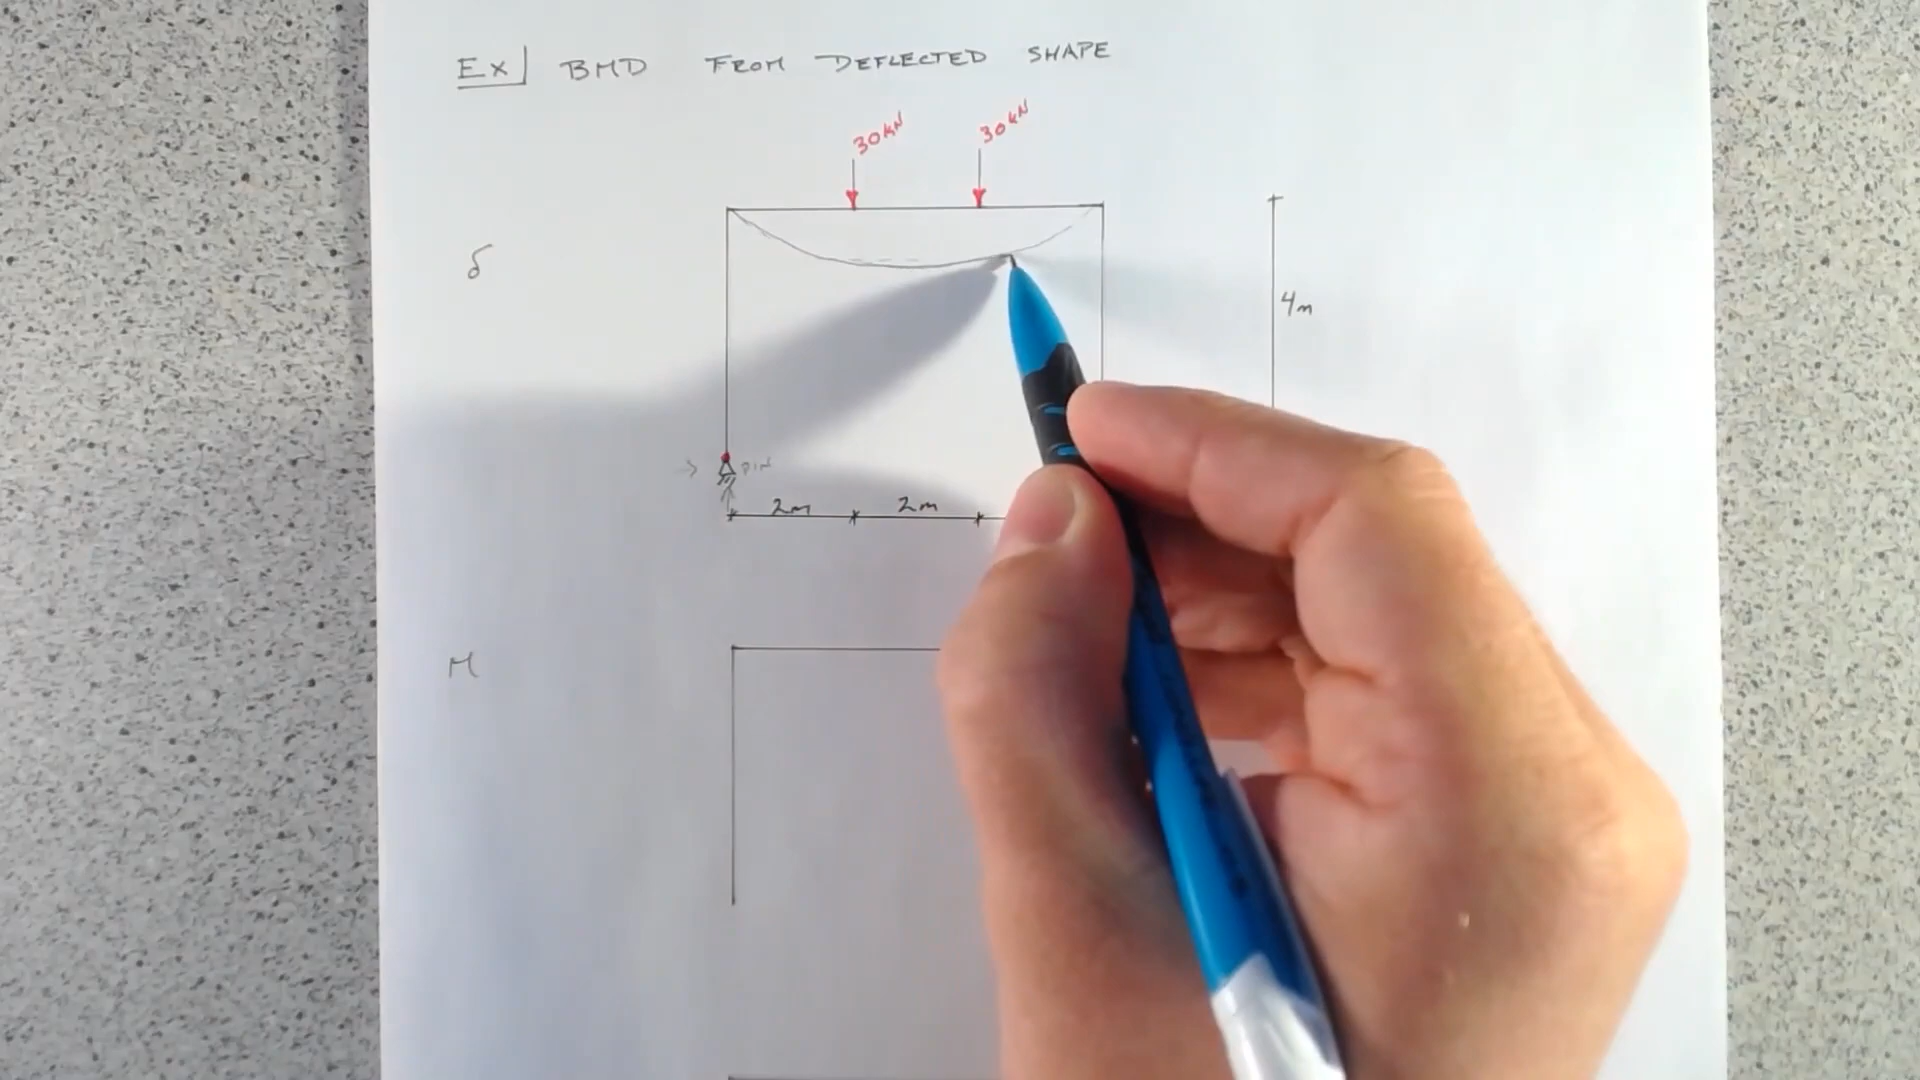 Ex BMD FROM DEFLECTED SHAPE
30kN 30kN
δ
4m
PIN
2m 2m
M